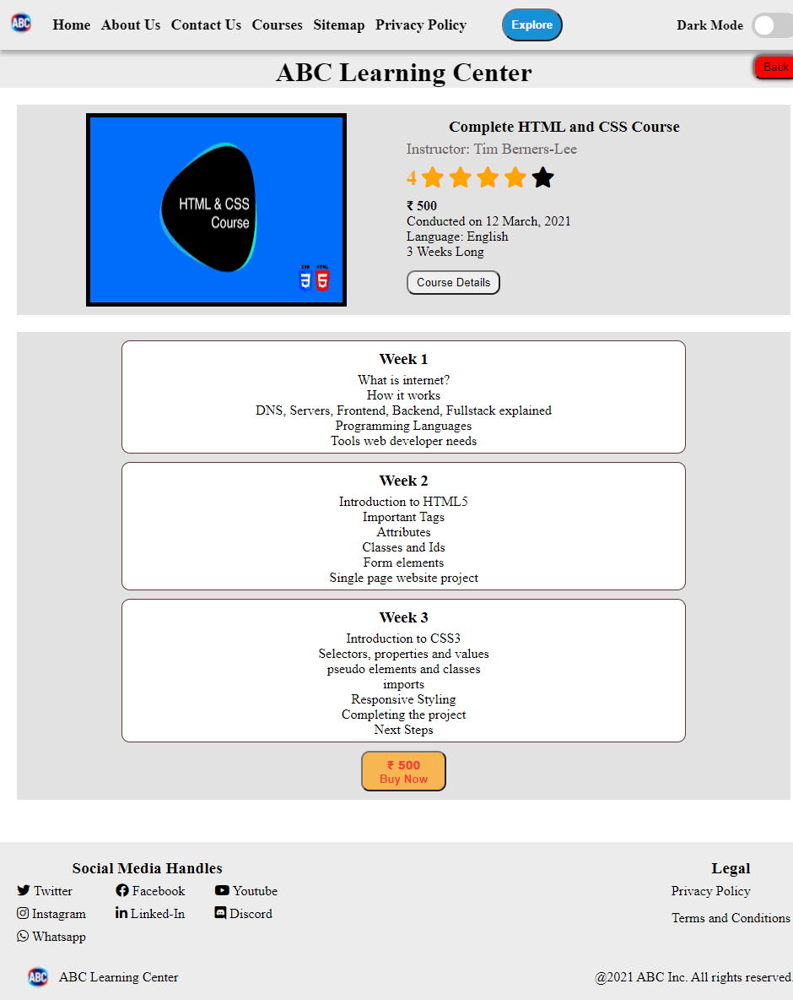 ABC Home About Us Contact Us Courses Sitemap Privacy Policy Explore Dark Mode
Back
ABC Learning Center
Complete HTML and CSS Course
Instructor: Tim Berners-Lee
4
HTML & CSS
Course
₹ 500
Conducted on 12 March, 2021
Language: English
3 Weeks Long
CSS HTML
3 5
Course Details
Week 1
What is internet?
How it works
DNS, Servers, Frontend, Backend, Fullstack explained
Programming Languages
Tools web developer needs
Week 2
Introduction to HTML5
Important Tags
Attributes
Classes and Ids
Form elements
Single page website project
Week 3
Introduction to CSS3
Selectors, properties and values
pseudo elements and classes
imports
Responsive Styling
Completing the project
Next Steps
₹ 500
Buy Now
Social Media Handles
Twitter Facebook Youtube
Instagram Linked-In Discord
Whatsapp
Legal
Privacy Policy
Terms and Conditions
ABC ABC Learning Center
@2021 ABC Inc. All rights reserved.